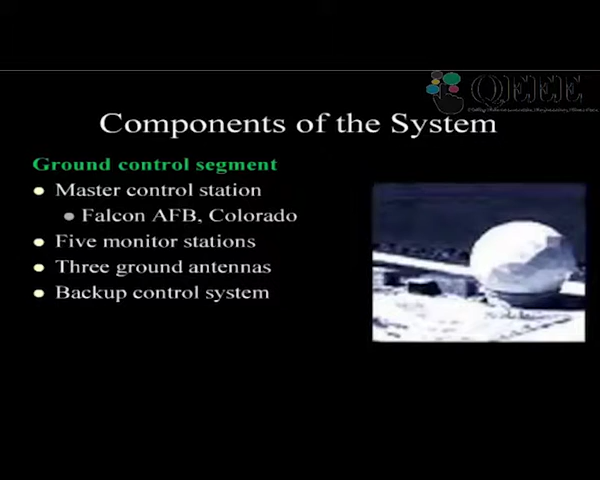 QEEE
Components of the System
Ground control segment
Master control station
Falcon AFB, Colorado
Five monitor stations
Three ground antennas
Backup control system